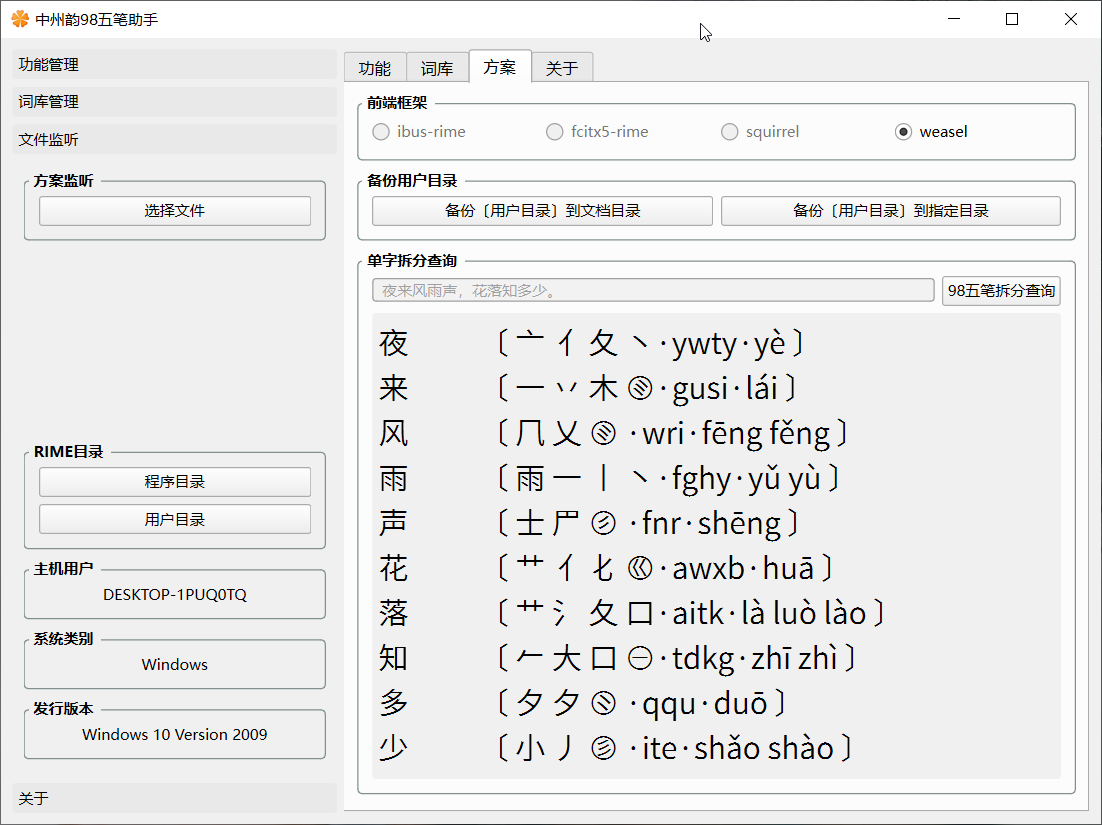 中州韵98五笔助手
功能管理
词库管理
文件监听
方案监听
选择文件
RIME目录
程序目录
用户目录
主机用户
DESKTOP-1PUQ0TQ
系统类别
Windows
发行版本
Windows 10 Version 2009
关于
功能 词库 方案 关于
前端框架
ibus-rime fcitx5-rime squirrel weasel
备份用户目录
备份〔用户目录〕到文档目录 备份〔用户目录〕到指定目录
单字拆分查询
夜来风雨声，花落知多少。 98五笔拆分查询
夜 〔亠亻夂丶·ywty·yè〕
来 〔一丷木·gusi·lái〕
风 〔几乂·wri·fēng fěng〕
雨 〔雨一丨丶·fghy·yǔ yù〕
声 〔士尸·fnr·shēng〕
花 〔艹亻匕·awxb·huā〕
落 〔艹氵夂口·aitk·là luò lào〕
知 〔𠂉大口㊀·tdkg·zhī zhì〕
多 〔夕夕·qqu·duō〕
少 〔小丿·ite·shǎo shào〕